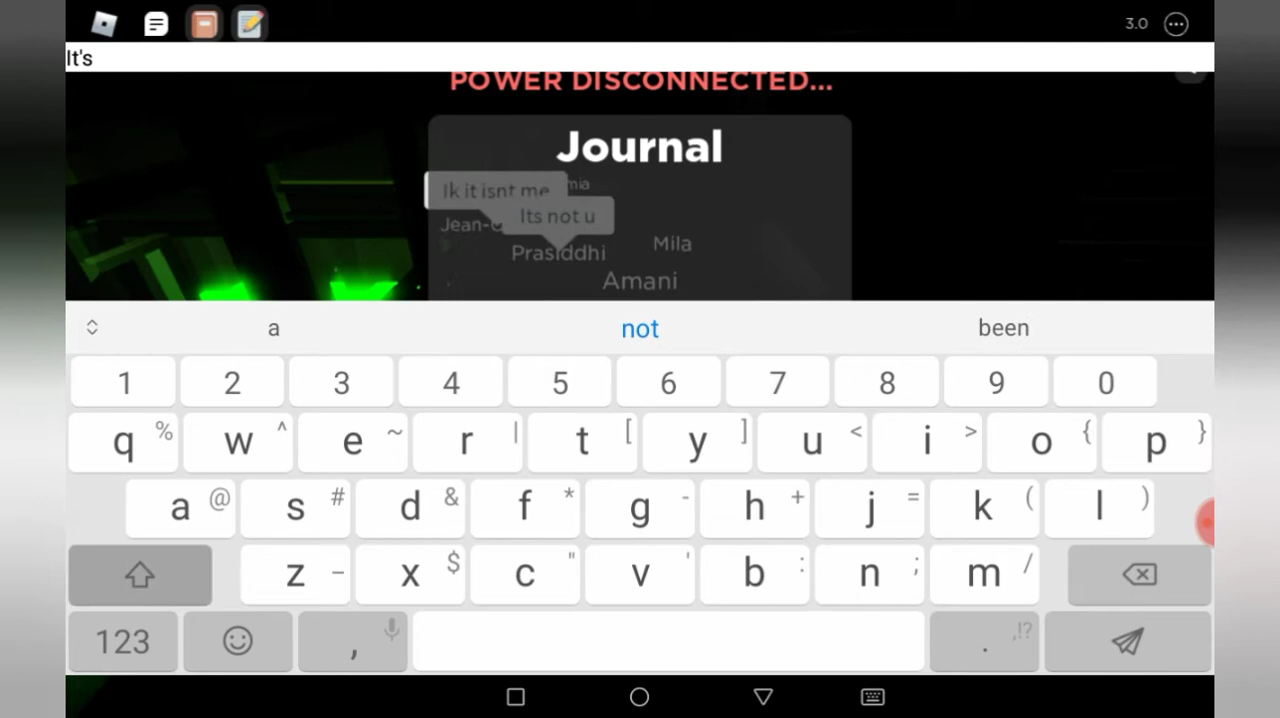 3.0
It's
POWER DISCONNECTED...
Journal
Ik it isnt me
mia
Its not u
Jean-
Prasiddhi
Mila
Amani
a not been
1 2 3 4 5 6 7 8 9 0
q % w ^ e ~ r | t [ y ] u < i > o { p }
a @ s # d & f * g - h + j = k ( l )
z _ x $ c " v ' b : n ; m /
123 , . ,!?